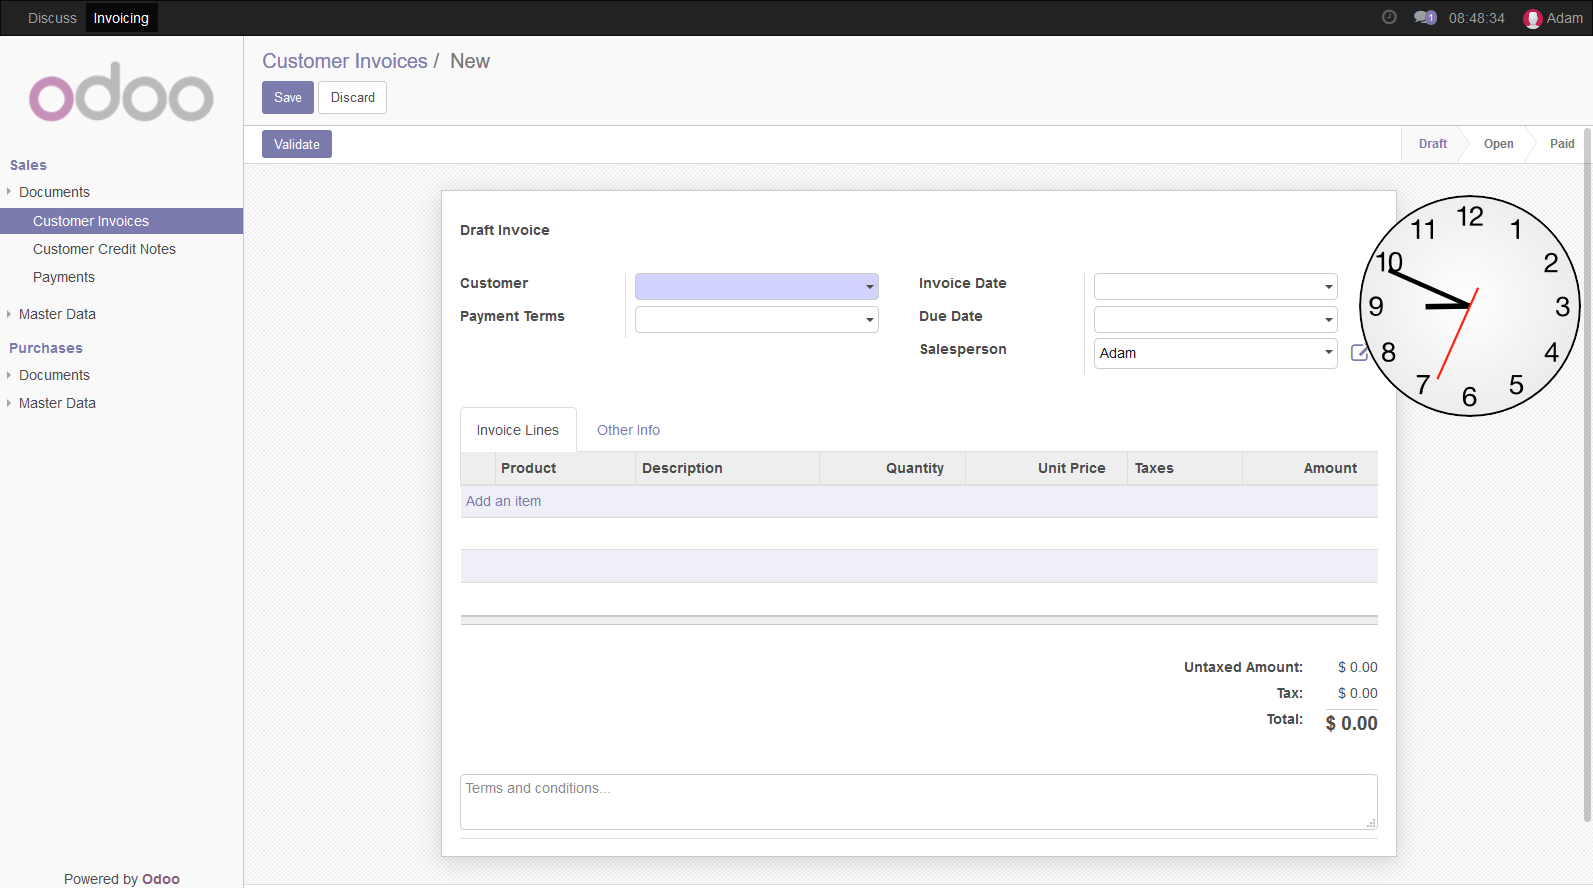 Discuss Invoicing 1 08:48:34 Adam
odoo
Customer Invoices / New
Save Discard
Validate Draft Open Paid
Sales
Documents
Customer Invoices
Customer Credit Notes
Payments
Master Data
Purchases
Documents
Master Data
Powered by Odoo
Draft Invoice
Customer
Payment Terms
Invoice Date
Due Date
Salesperson Adam
12
1
2
3
4
5
6
7
8
9
10
11
Invoice Lines Other Info
Product Description Quantity Unit Price Taxes Amount
Add an item
Untaxed Amount: $ 0.00
Tax: $ 0.00
Total: $ 0.00
Terms and conditions...